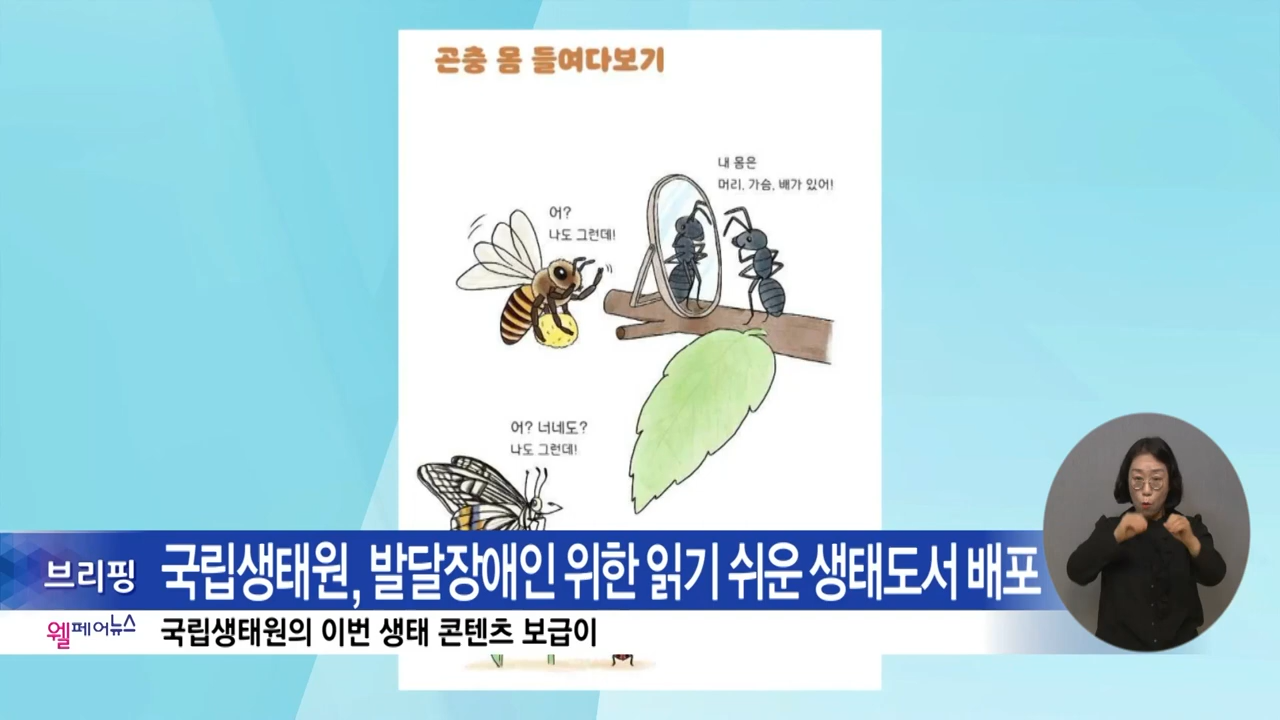 곤충 몸 들여다보기
내 몸은
머리, 가슴, 배가 있어!
어?
나도 그런데!
어? 너네도?
나도 그런데!
브리핑 국립생태원, 발달장애인 위한 읽기 쉬운 생태도서 배포
웰페어뉴스 국립생태원의 이번 생태 콘텐츠 보급이